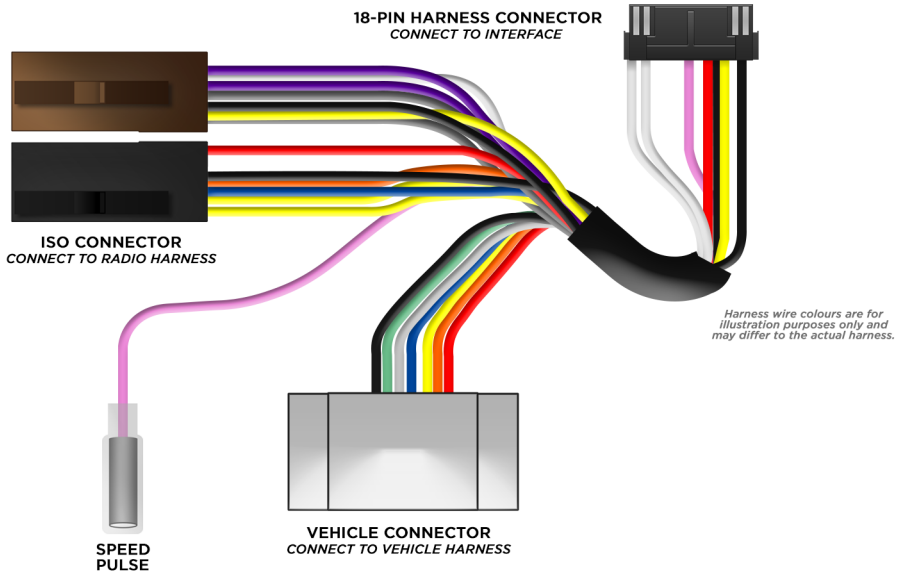 18-PIN HARNESS CONNECTOR
CONNECT TO INTERFACE
ISO CONNECTOR
CONNECT TO RADIO HARNESS
Harness wire colours are for
illustration purposes only and
may differ to the actual harness.
VEHICLE CONNECTOR
CONNECT TO VEHICLE HARNESS
SPEED
PULSE